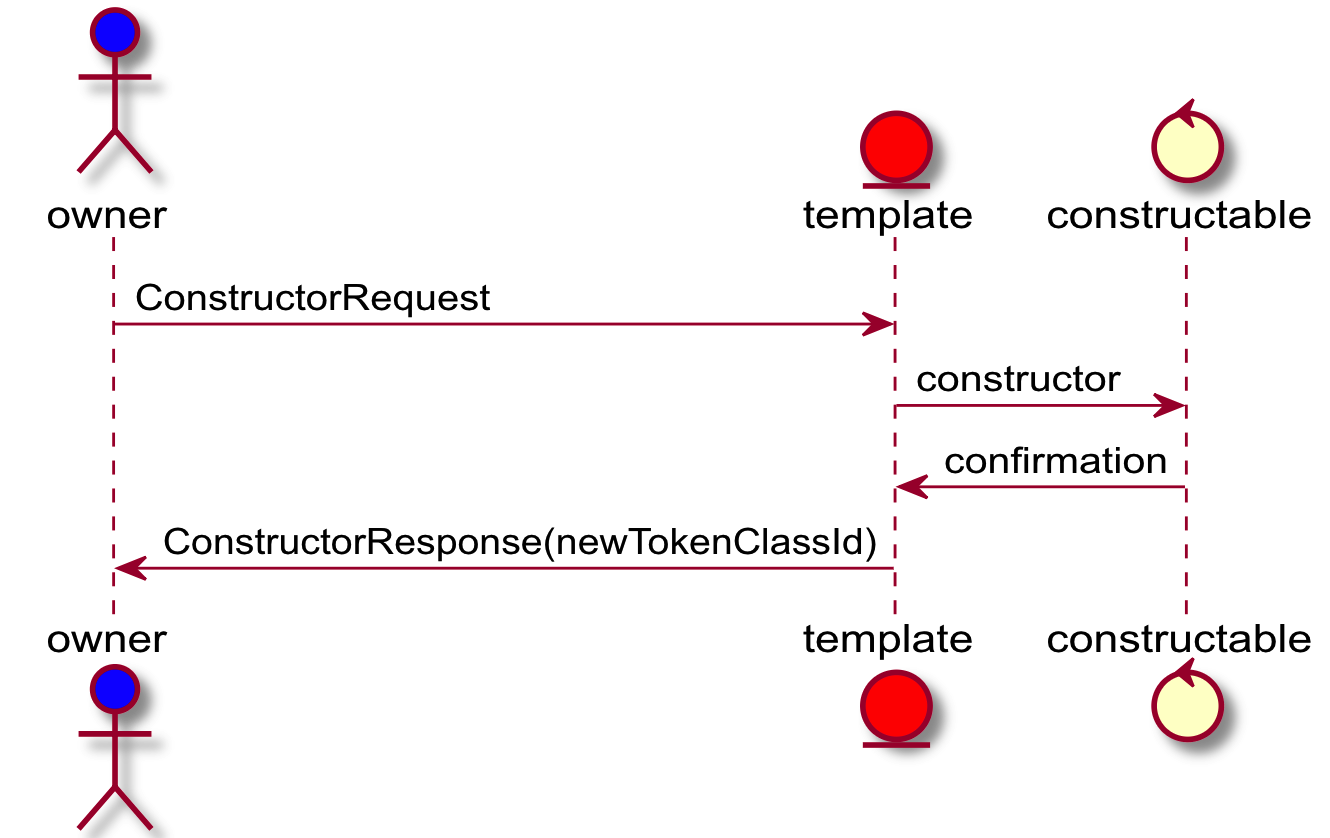 owner
template
constructable
ConstructorRequest
constructor
confirmation
ConstructorResponse(newTokenClassId)
owner
template
constructable